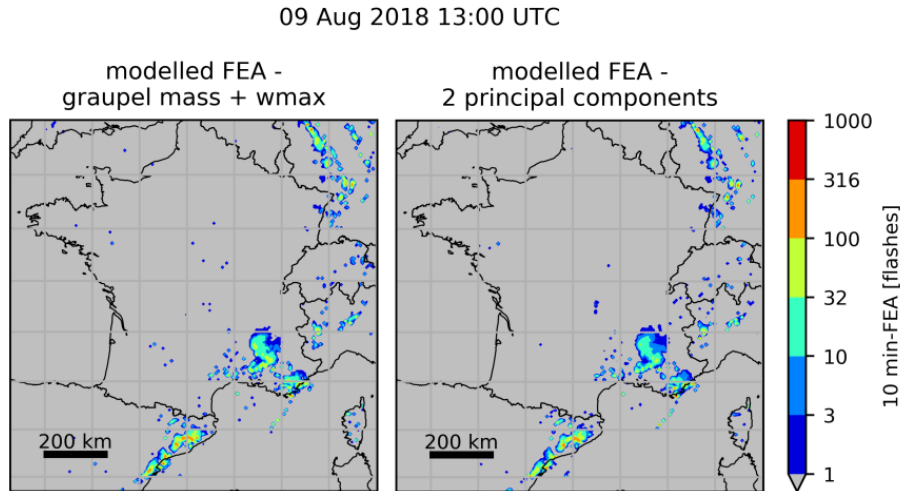 09 Aug 2018 13:00 UTC
modelled FEA -
graupel mass + wmax
modelled FEA -
2 principal components
200 km
200 km
1000
316
100
32
10
3
1
10 min-FEA [flashes]